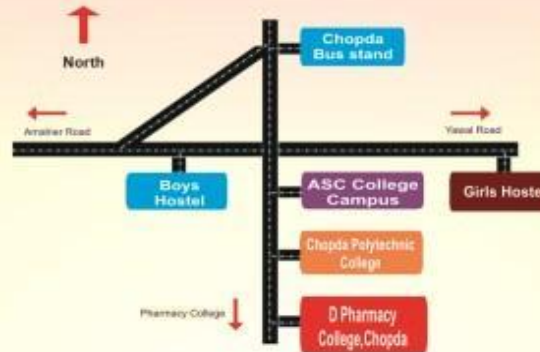 Chopda
Bus stand
North
Amalner Road
Yawal Road
Boys
Hostel
ASC College
Campus
Girls Hoste
Chopda Polytechnic
College
Pharmacy College
D Pharmacy
College,Chopda